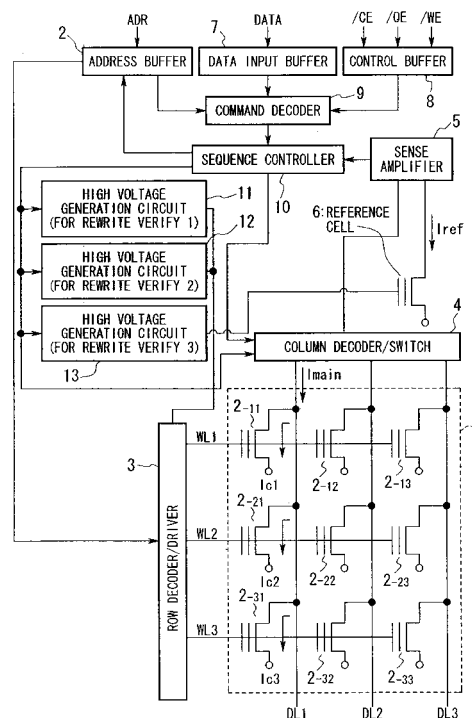 ADR
DATA
/CE /OE /WE
2
7
ADDRESS BUFFER
DATA INPUT BUFFER
CONTROL BUFFER
8
9
COMMAND DECODER
5
SEQUENCE CONTROLLER
SENSE
AMPLIFIER
10
11
HIGH VOLTAGE
GENERATION CIRCUIT
(FOR REWRITE VERIFY 1)
12
6:REFERENCE
CELL
Iref
HIGH VOLTAGE
GENERATION CIRCUIT
(FOR REWRITE VERIFY 2)
HIGH VOLTAGE
GENERATION CIRCUIT
(FOR REWRITE VERIFY 3)
13
4
COLUMN DECODER/SWITCH
Imain
3
ROW DECODER/DRIVER
WL1
2-11
Ic1
2-12
2-13
WL2
2-21
Ic2
2-22
2-23
WL3
2-31
Ic3
2-32
2-33
DL1
DL2
DL3